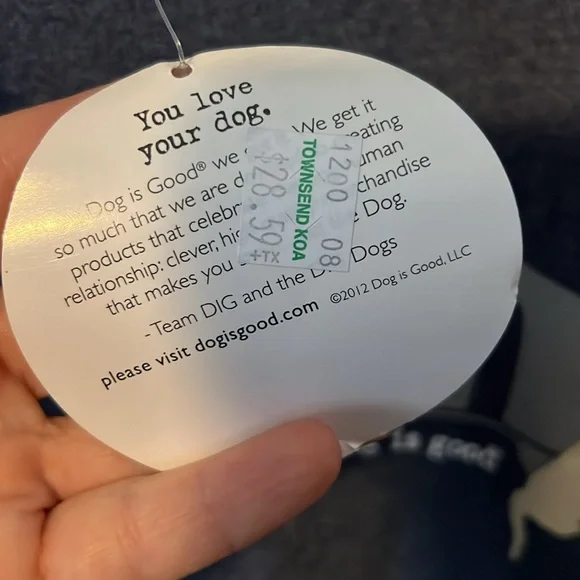 You love
your dog.
Dog is Good® we We get it
so much that we are eating
products that celebr uman
relationship: clever, hi chandise
that makes you Dog.
-Team DIG and the D Dogs
please visit dogisgood.com ©2012 Dog is Good, LLC
1200 08
TOWNSEND KOA
$28.59
+TX
is good